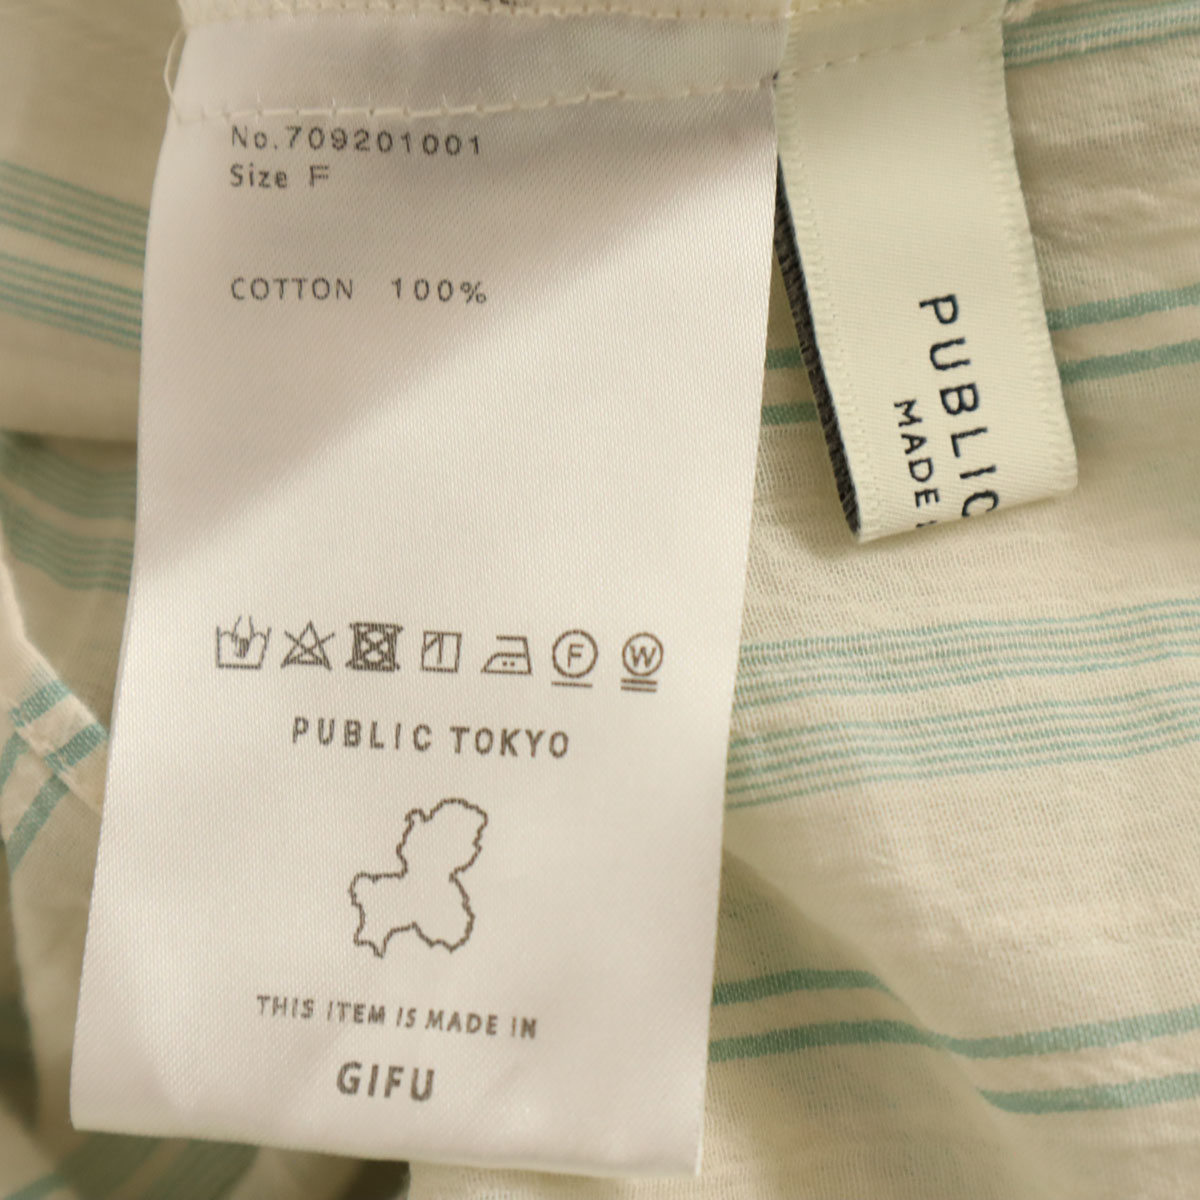 No.709201001
Size F
COTTON 100%
F
W
PUBLIC TOKYO
THIS ITEM IS MADE IN
GIFU
PUBLIC
MADE